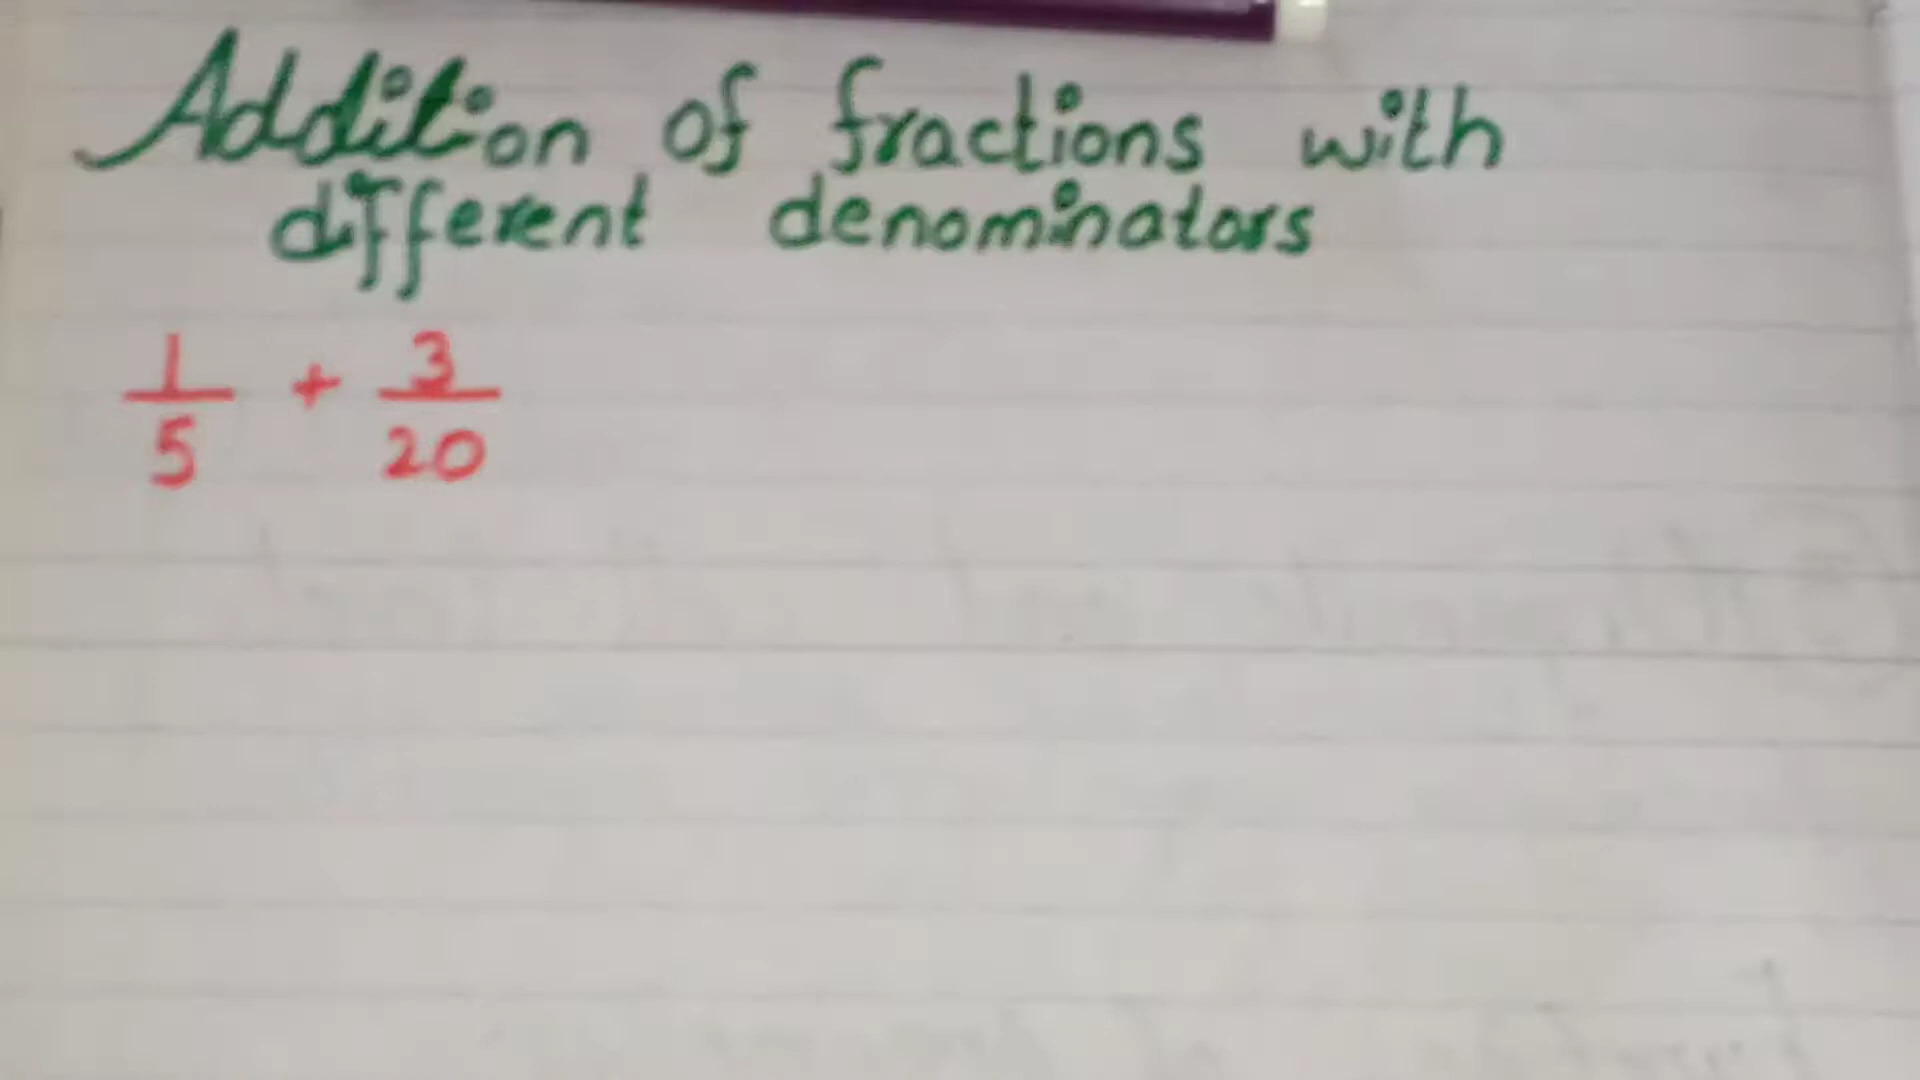 Addition of fractions with
different denominators
1/5 + 3/20